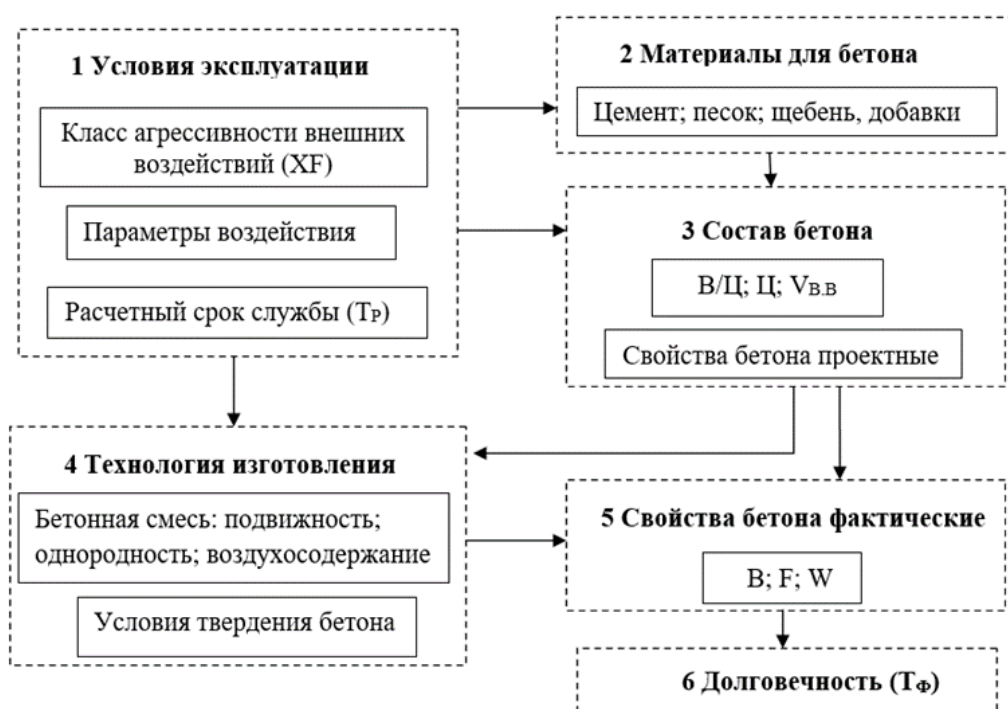 1 Условия эксплуатации
Класс агрессивности внешних
воздействий (XF)
Параметры воздействия
Расчетный срок службы (TР)
2 Материалы для бетона
Цемент; песок; щебень, добавки
3 Состав бетона
В/Ц; Ц; VВ.В
Свойства бетона проектные
4 Технология изготовления
Бетонная смесь: подвижность;
однородность; воздухосодержание
Условия твердения бетона
5 Свойства бетона фактические
B; F; W
6 Долговечность (TФ)